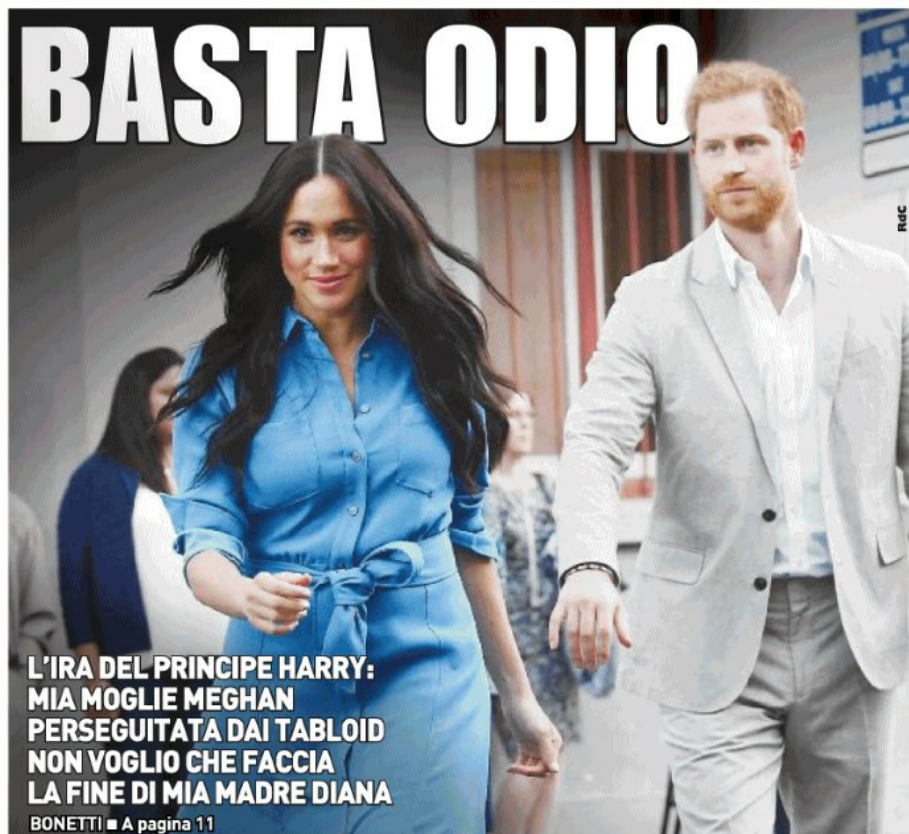 BASTA ODIO
RdC
L'IRA DEL PRINCIPE HARRY:
MIA MOGLIE MEGHAN
PERSEGUITATA DAI TABLOID
NON VOGLIO CHE FACCIA
LA FINE DI MIA MADRE DIANA
BONETTI ■ A pagina 11